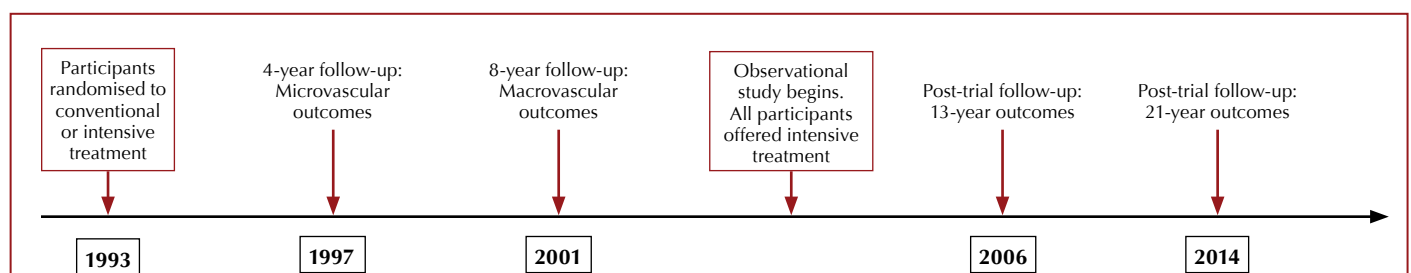 Participants
randomised to
conventional
or intensive
treatment
4-year follow-up:
Microvascular
outcomes
8-year follow-up:
Macrovascular
outcomes
Observational
study begins.
All participants
offered intensive
treatment
Post-trial follow-up:
13-year outcomes
Post-trial follow-up:
21-year outcomes
1993
1997
2001
2006
2014